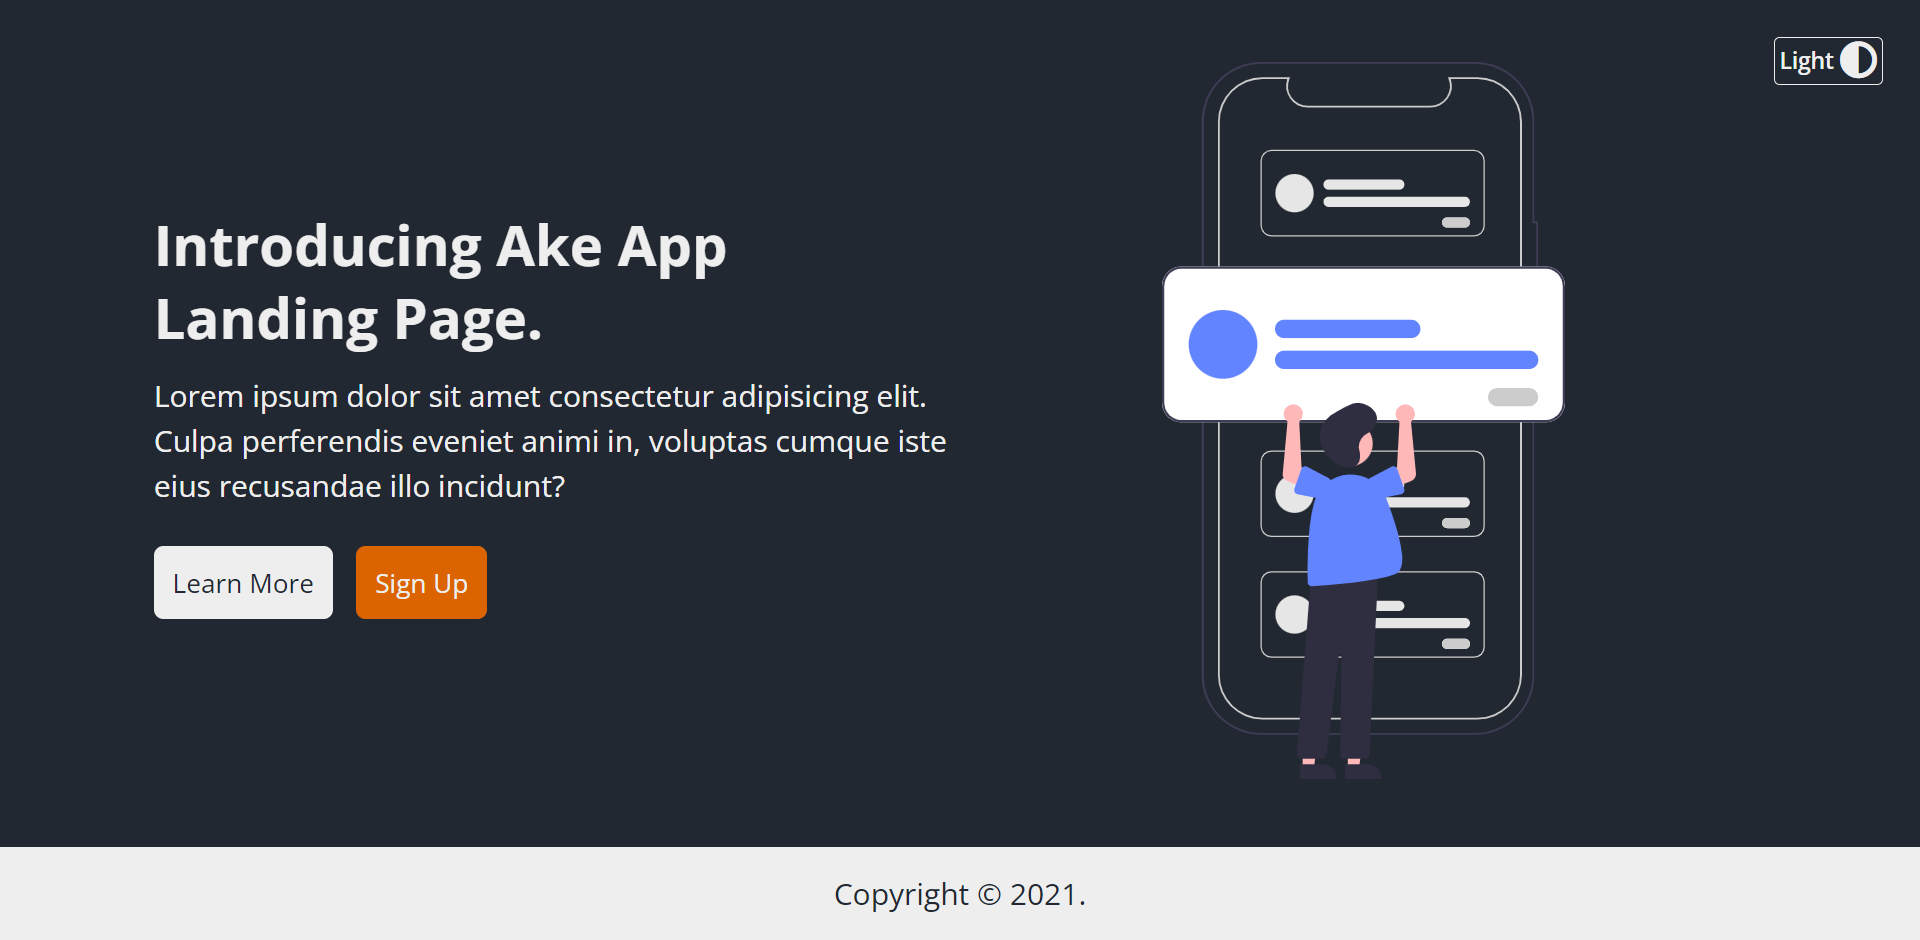 Light
Introducing Ake App
Landing Page.
Lorem ipsum dolor sit amet consectetur adipisicing elit.
Culpa perferendis eveniet animi in, voluptas cumque iste
eius recusandae illo incidunt?
Learn More
Sign Up
Copyright © 2021.